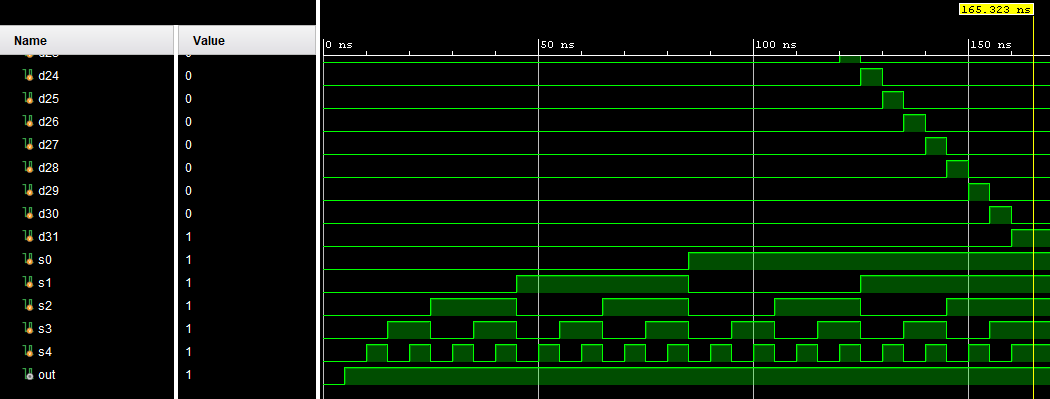 165.323 ns
Name Value
0 ns 50 ns 100 ns 150 ns
d24 0
d25 0
d26 0
d27 0
d28 0
d29 0
d30 0
d31 1
s0 1
s1 1
s2 1
s3 1
s4 1
out 1